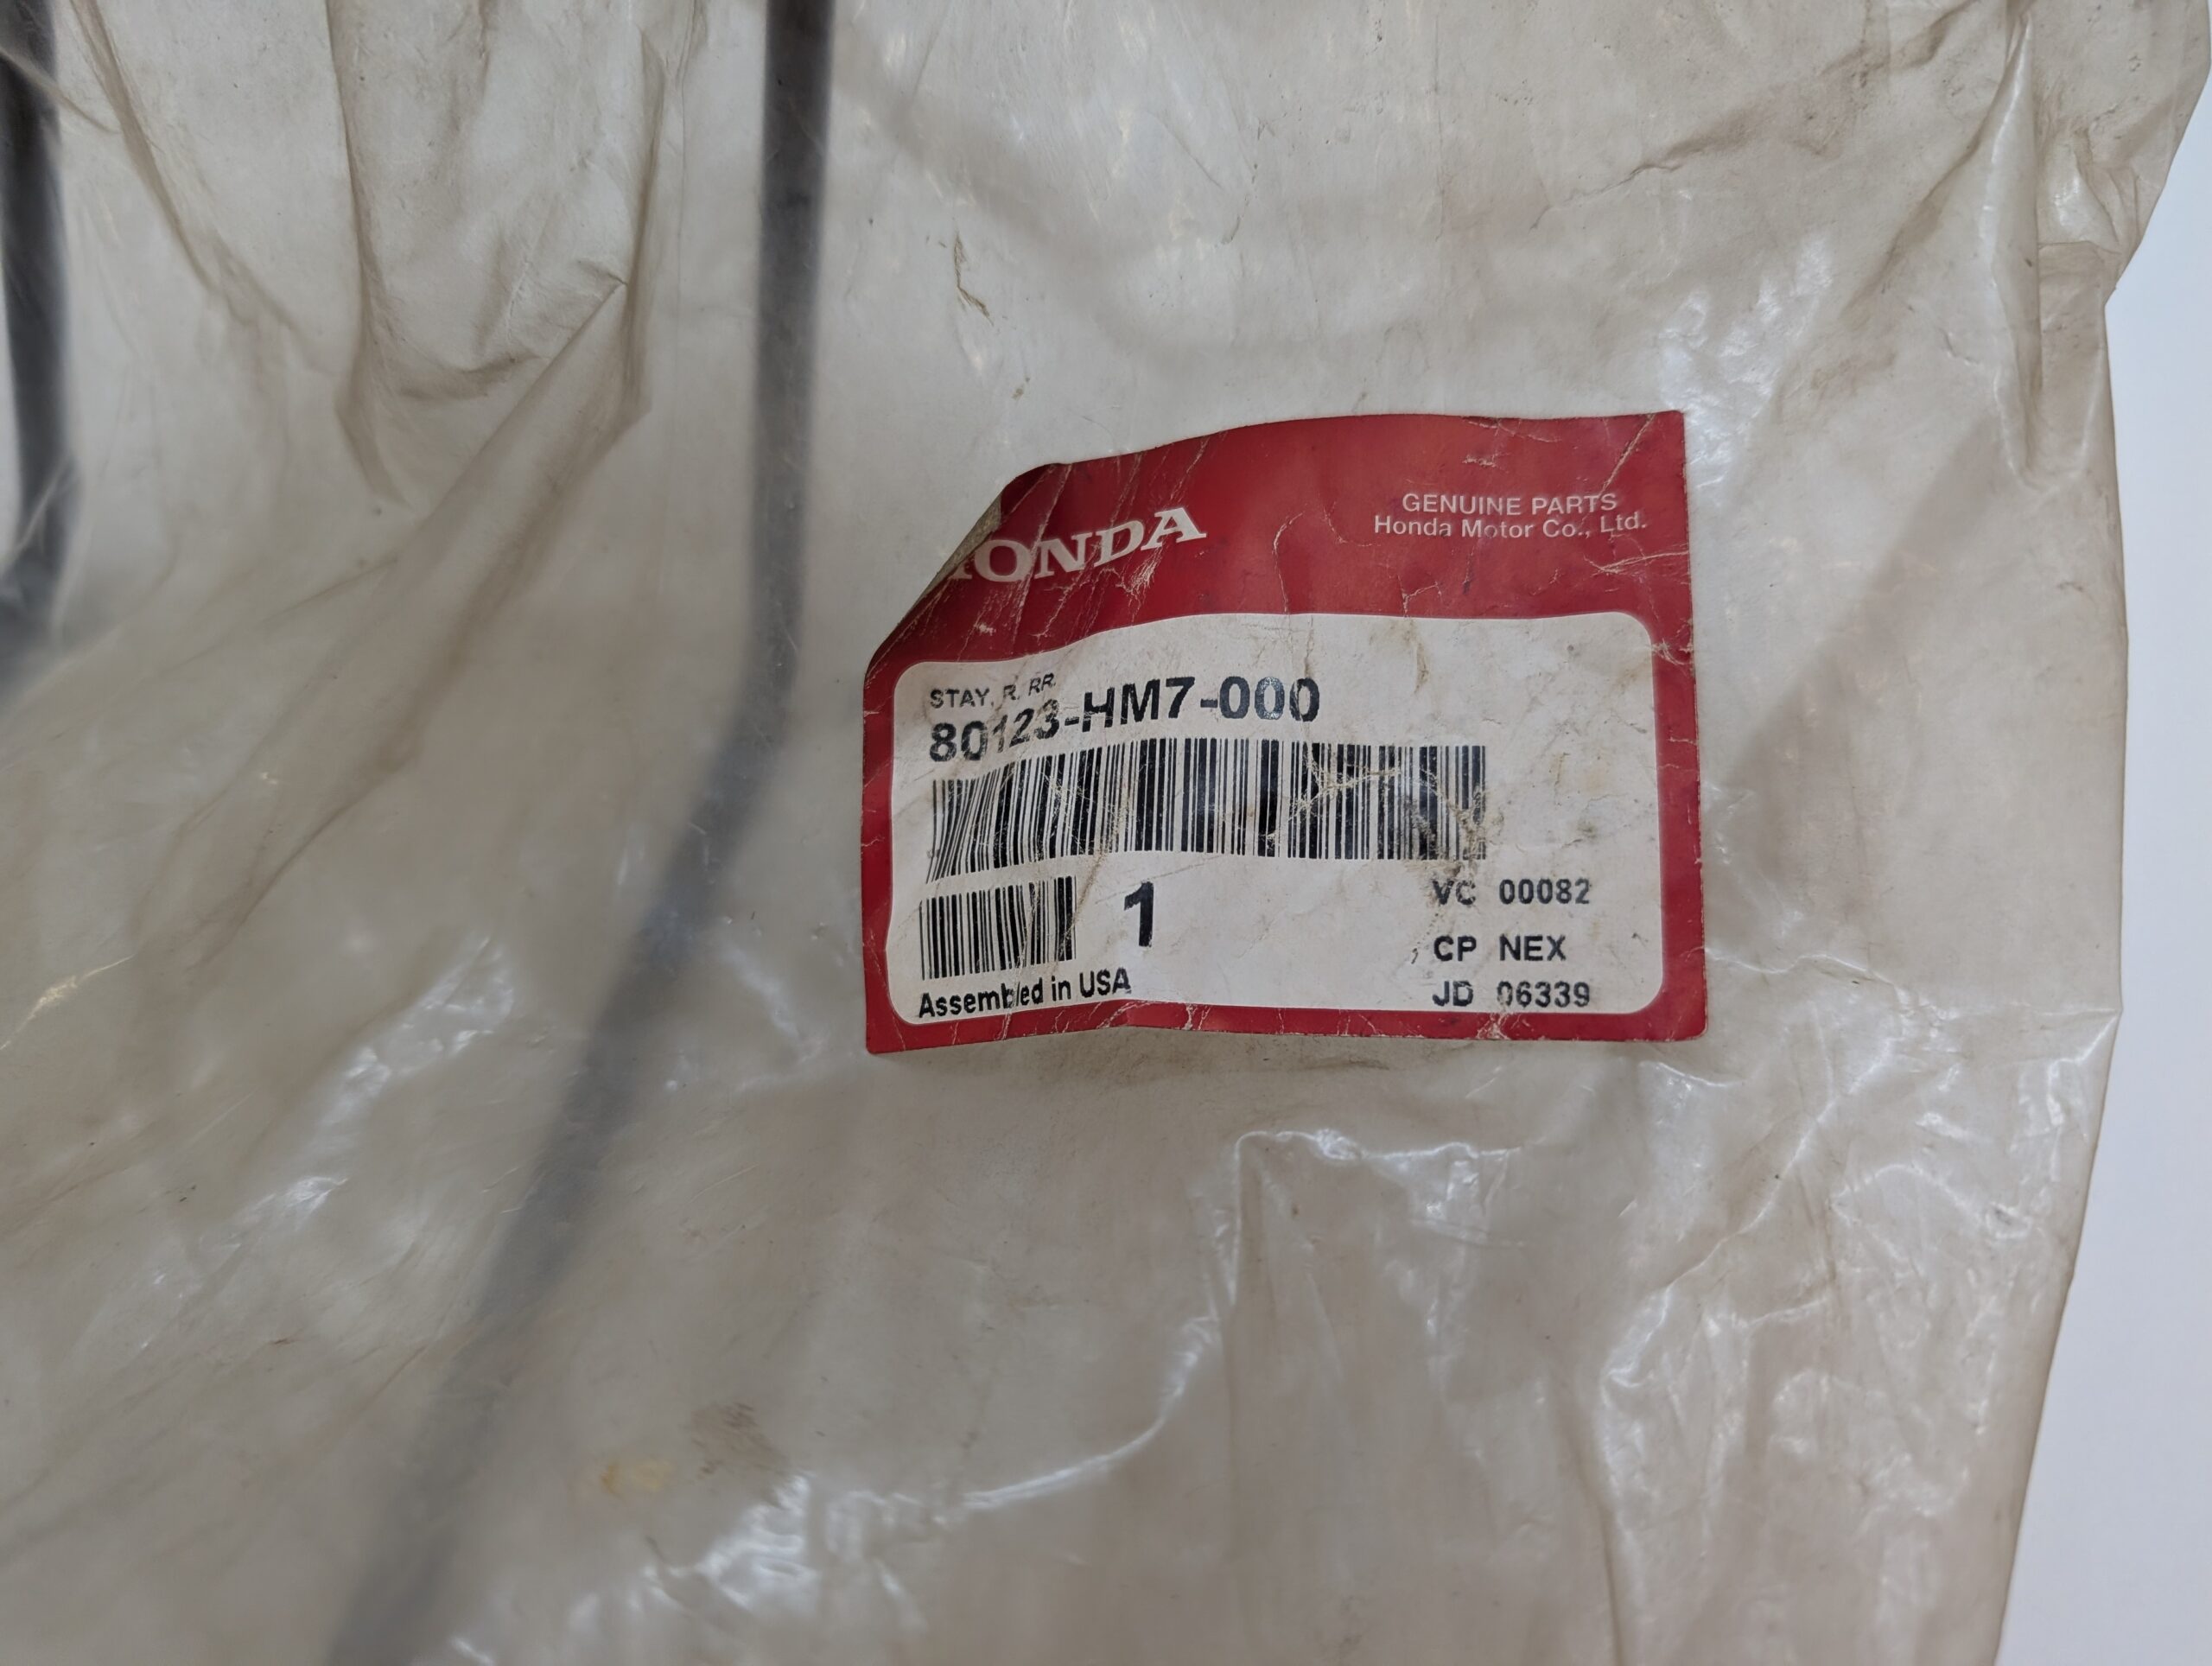 HONDA
GENUINE PARTS
Honda Motor Co., Ltd.
STAY, R. RR.
80123-HM7-000
1
VC 00082
CP NEX
JD 06339
Assembled in USA